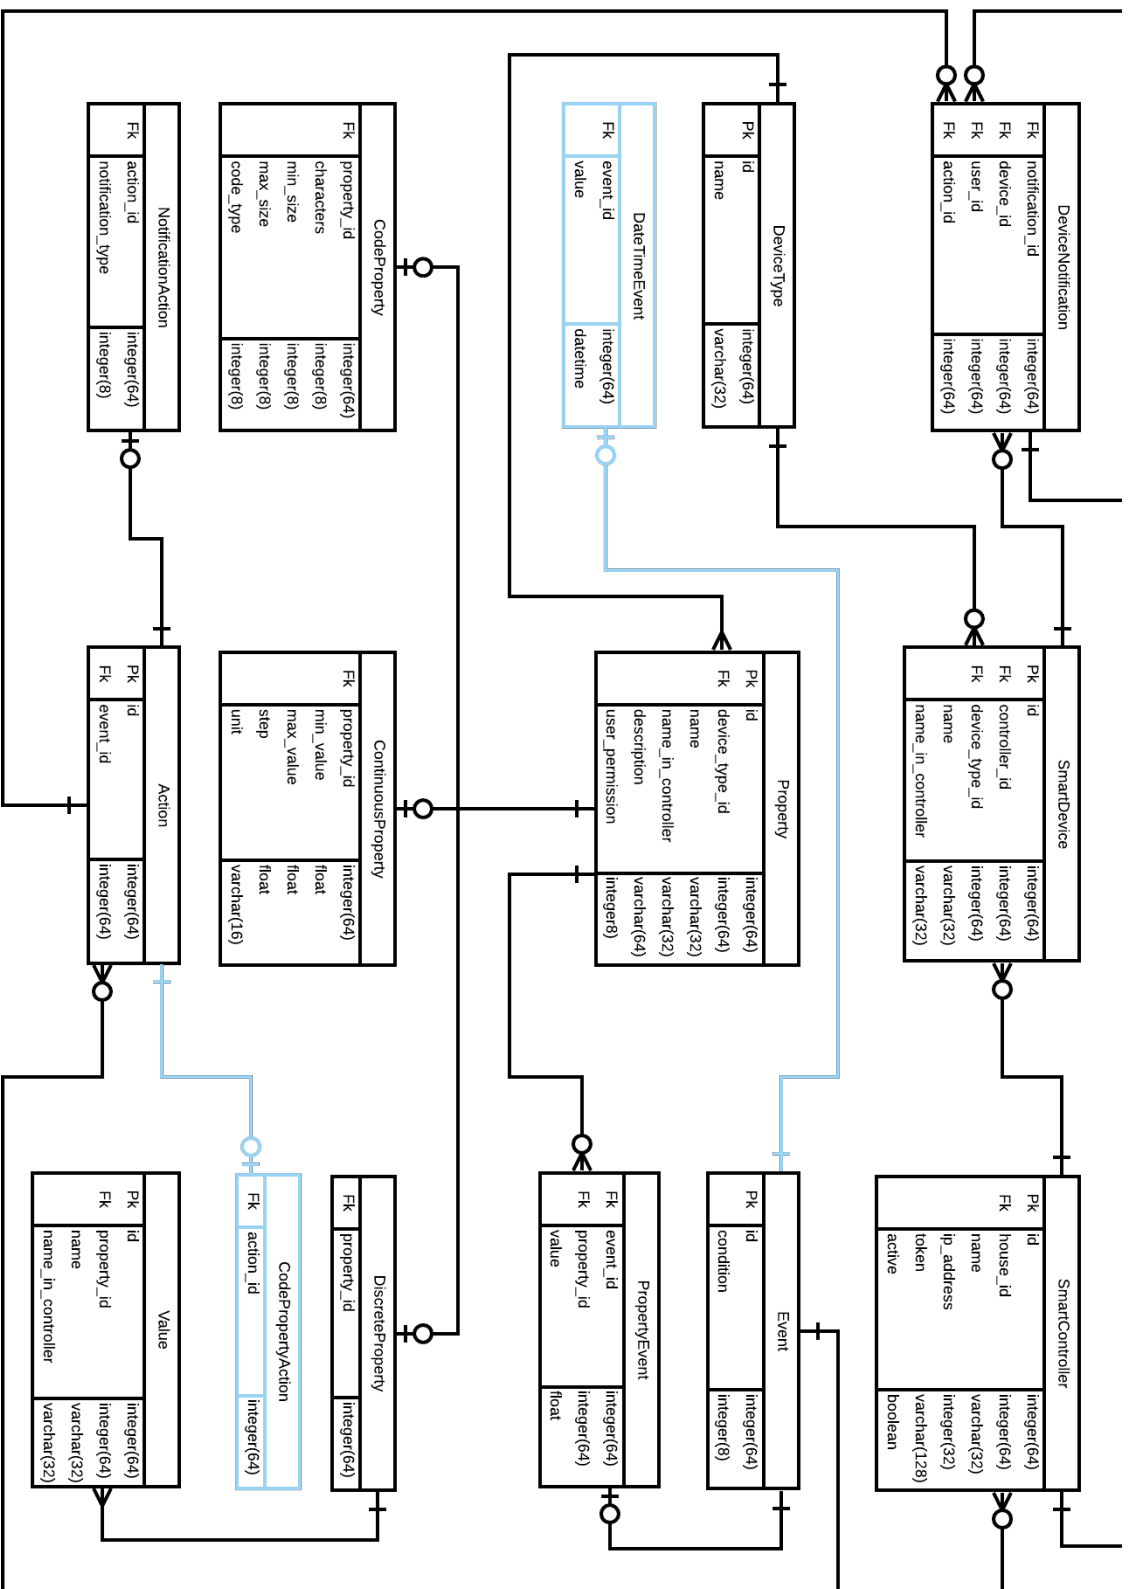 DeviceNotification
Fk notification_id integer(64)
Fk device_id integer(64)
Fk user_id integer(64)
Fk action_id integer(64)
SmartDevice
Pk id integer(64)
Fk controller_id integer(64)
Fk device_type_id integer(64)
name varchar(32)
name_in_controller varchar(32)
SmartController
Pk id integer(64)
Fk house_id integer(64)
name varchar(32)
ip_address integer(32)
token varchar(128)
active boolean
DeviceType
Pk id integer(64)
name varchar(32)
Property
Pk id integer(64)
Fk device_type_id integer(64)
name varchar(32)
name_in_controller varchar(32)
description varchar(64)
user_permission integer8)
Event
Pk id integer(64)
condition integer(8)
DateTimeEvent
Fk event_id integer(64)
value datetime
PropertyEvent
Fk event_id integer(64)
Fk property_id integer(64)
value float
CodeProperty
Fk property_id integer(64)
characters integer(8)
min_size integer(8)
max_size integer(8)
code_type integer(8)
ContinuousProperty
Fk property_id integer(64)
min_value float
max_value float
step float
unit varchar(16)
DiscreteProperty
Fk property_id integer(64)
CodePropertyAction
Fk action_id integer(64)
NotificationAction
Fk action_id integer(64)
notification_type integer(8)
Action
Pk id integer(64)
Fk event_id integer(64)
Value
Pk id integer(64)
Fk property_id integer(64)
name varchar(32)
name_in_controller varchar(32)